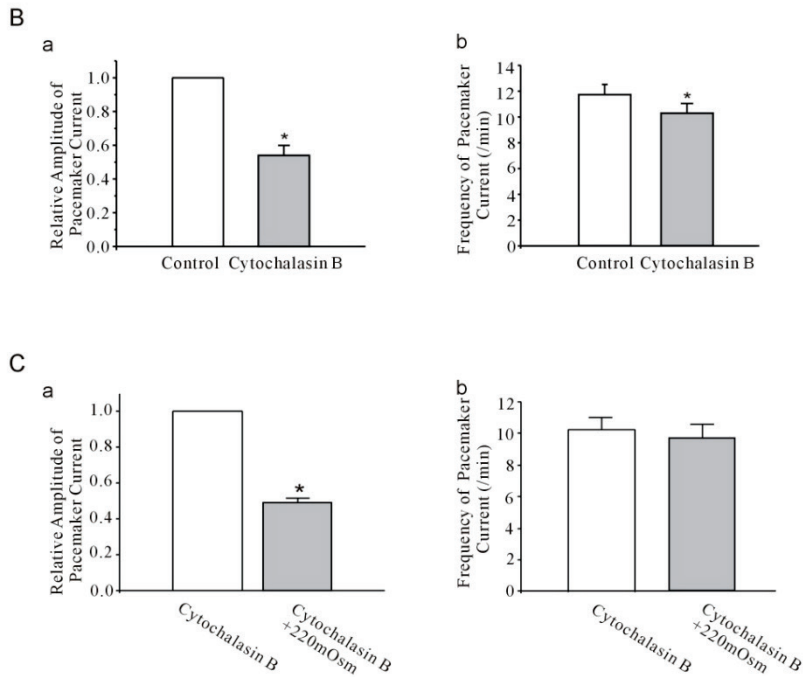 B
a
Relative Amplitude of
Pacemaker Current
1.0
0.8
0.6
0.4
0.2
0.0
*
Control Cytochalasin B
b
Frequency of Pacemaker
Current (/min)
14
12
10
8
6
4
2
0
*
Control Cytochalasin B
C
a
Relative Amplitude of
Pacemaker Current
1.0
0.8
0.6
0.4
0.2
0.0
*
Cytochalasin B
Cytochalasin B
+220mOsm
b
Frequency of Pacemaker
Current (/min)
12
10
8
6
4
2
0
Cytochalasin B
Cytochalasin B
+220mOsm